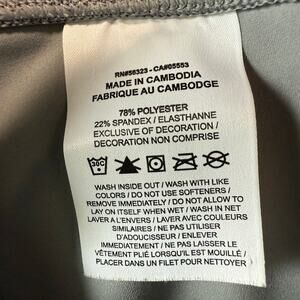 RN#56323 - CA#05553
MADE IN CAMBODIA
FABRIQUE AU CAMBODGE
78% POLYESTER
22% SPANDEX / ELASTHANNE
EXCLUSIVE OF DECORATION /
DECORATION NON COMPRISE
30C
WASH INSIDE OUT / WASH WITH LIKE
COLORS / DO NOT USE SOFTENERS /
REMOVE IMMEDIATELY / DO NOT ALLOW TO
LAY ON ITSELF WHEN WET / WASH IN NET
LAVER A L'ENVERS / LAVER AVEC COULEURS
SIMILAIRES / NE PAS UTILISER
D'ADOUCISSEUR / ENLEVER
IMMEDIATEMENT / NE PAS LAISSER LE
VÊTEMENT PLIÉ LORSQU'IL EST MOUILLÉ /
PLACER DANS UN FILET POUR NETTOYER